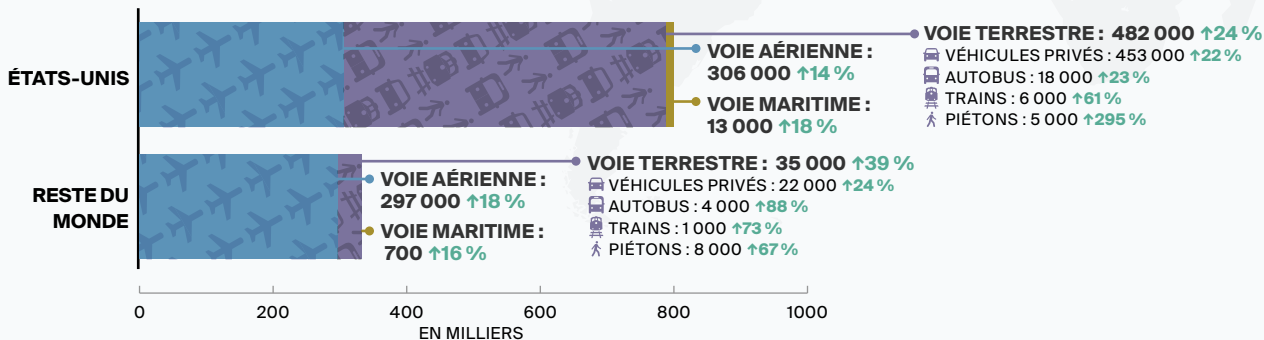 ÉTATS-UNIS
VOIE AÉRIENNE :
306 000 ↑14 %
VOIE MARITIME :
13 000 ↑18 %
VOIE TERRESTRE : 482 000 ↑24 %
VÉHICULES PRIVÉS : 453 000 ↑22 %
AUTOBUS : 18 000 ↑23 %
TRAINS : 6 000 ↑61 %
PIÉTONS : 5 000 ↑295 %
RESTE DU
MONDE
VOIE AÉRIENNE :
297 000 ↑18 %
VOIE MARITIME :
700 ↑16 %
VOIE TERRESTRE : 35 000 ↑39 %
VÉHICULES PRIVÉS : 22 000 ↑24 %
AUTOBUS : 4 000 ↑88 %
TRAINS : 1 000 ↑73 %
PIÉTONS : 8 000 ↑67 %
0 200 400 600 800 1000
EN MILLIERS